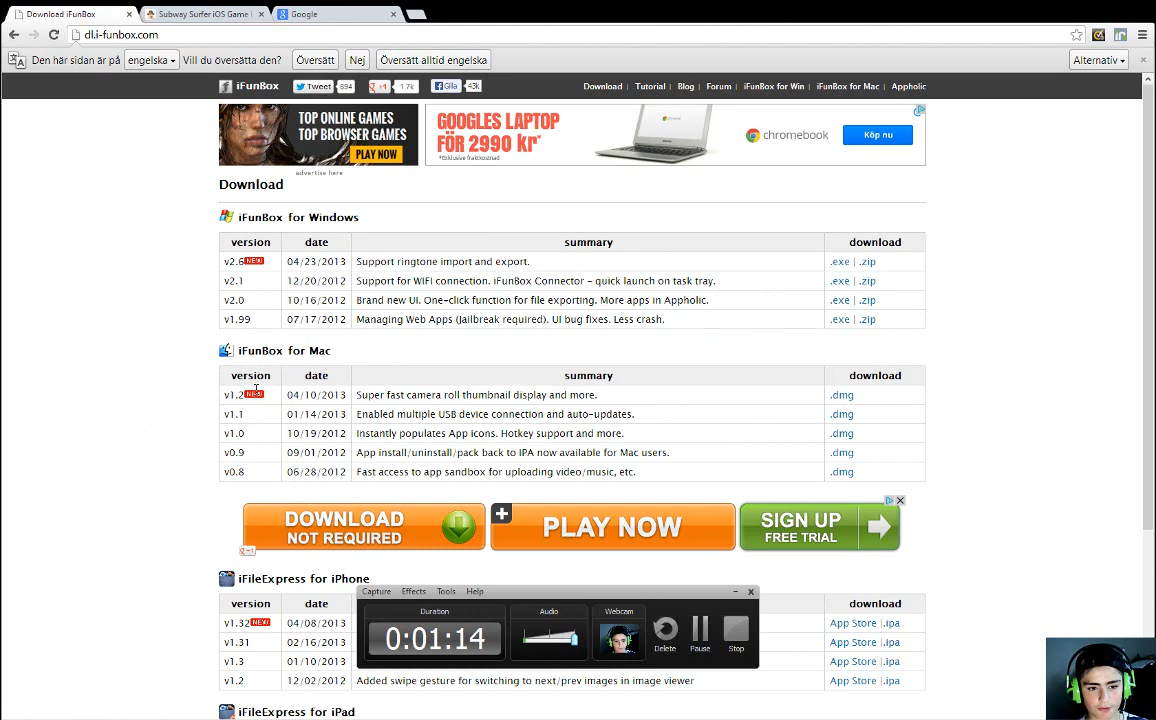 Download iFunBox
Subway Surfer iOS Game
Google
dl.i-funbox.com
Den här sidan är på engelska Vill du översätta den? Översätt Nej Översätt alltid engelska Alternativ
iFunBox Tweet 894 +1 1.7k Gilla 43k Download Tutorial Blog Forum iFunBox for Win iFunBox for Mac Appholic
TOP ONLINE GAMES
TOP BROWSER GAMES
PLAY NOW
advertise here
GOOGLES LAPTOP
FÖR 2990 kr*
*Exklusive fraktkostnad
chromebook
Köp nu
Download
iFunBox for Windows
version date summary download
v2.6 NEW 04/23/2013 Support ringtone import and export. .exe | .zip
v2.1 12/20/2012 Support for WIFI connection. iFunBox Connector - quick launch on task tray. .exe | .zip
v2.0 10/16/2012 Brand new UI. One-click function for file exporting. More apps in Appholic. .exe | .zip
v1.99 07/17/2012 Managing Web Apps (Jailbreak required). UI bug fixes. Less crash. .exe | .zip
iFunBox for Mac
version date summary download
v1.2 NEW 04/10/2013 Super fast camera roll thumbnail display and more. .dmg
v1.1 01/14/2013 Enabled multiple USB device connection and auto-updates. .dmg
v1.0 10/19/2012 Instantly populates App icons. Hotkey support and more. .dmg
v0.9 09/01/2012 App install/uninstall/pack back to IPA now available for Mac users. .dmg
v0.8 06/28/2012 Fast access to app sandbox for uploading video/music, etc. .dmg
DOWNLOAD
NOT REQUIRED
PLAY NOW
SIGN UP
FREE TRIAL
+1
iFileExpress for iPhone
version date download
v1.32 NEW 04/08/2013 App Store |.ipa
v1.31 02/16/2013 App Store |.ipa
v1.3 01/10/2013 App Store |.ipa
v1.2 12/02/2012 Added swipe gesture for switching to next/prev images in image viewer App Store |.ipa
iFileExpress for iPad
Capture Effects Tools Help
Duration
0:01:14
Audio
Webcam
Delete
Pause
Stop